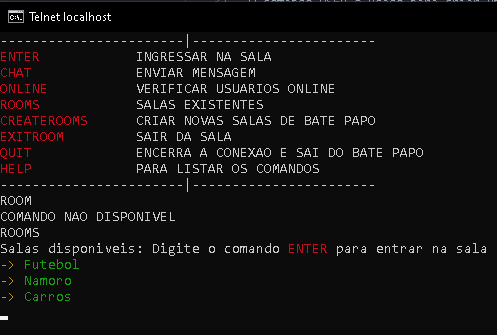 Telnet localhost
-----------------------|-----------------------
ENTER INGRESSAR NA SALA
CHAT ENVIAR MENSAGEM
ONLINE VERIFICAR USUARIOS ONLINE
ROOMS SALAS EXISTENTES
CREATEROOMS CRIAR NOVAS SALAS DE BATE PAPO
EXITROOM SAIR DA SALA
QUIT ENCERRA A CONEXAO E SAI DO BATE PAPO
HELP PARA LISTAR OS COMANDOS
-----------------------|-----------------------
ROOM
COMANDO NAO DISPONIVEL
ROOMS
Salas disponiveis: Digite o comando ENTER para entrar na sala
-> Futebol
-> Namoro
-> Carros